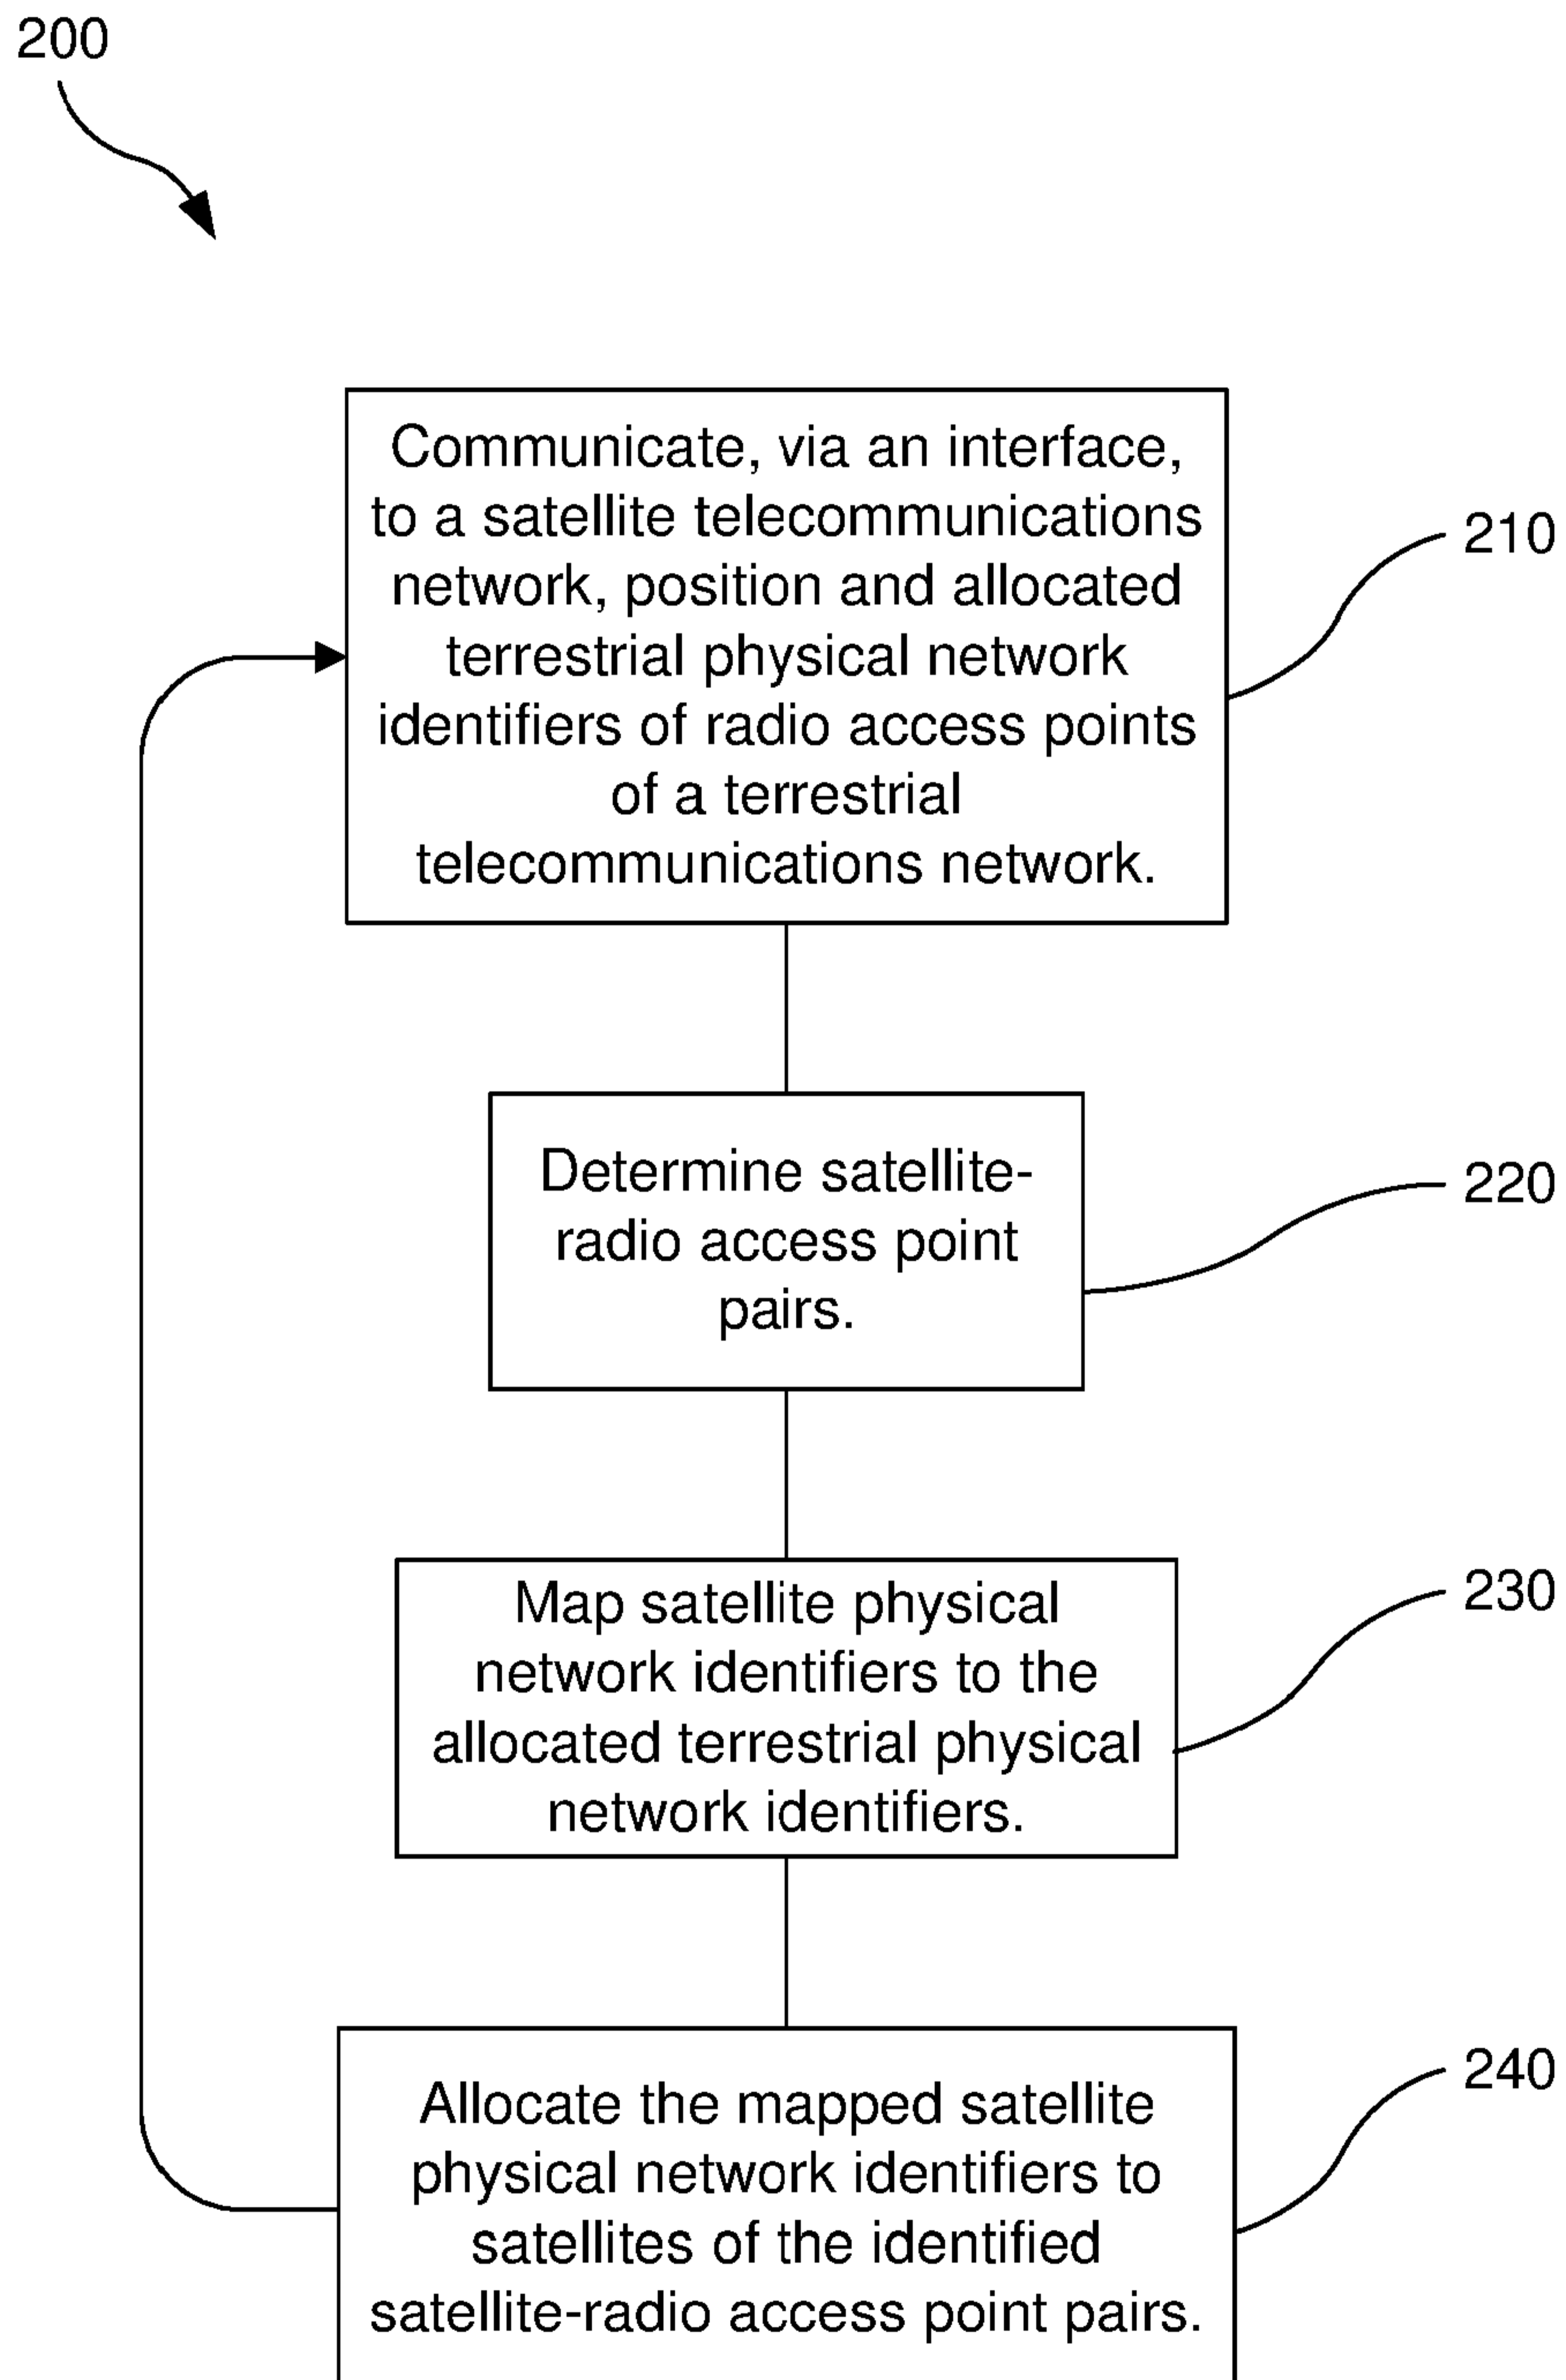 200
Communicate, via an interface,
to a satellite telecommunications
network, position and allocated
terrestrial physical network
identifiers of radio access points
of a terrestrial
telecommunications network.
210
Determine satellite-
radio access point
pairs.
220
Map satellite physical
network identifiers to the
allocated terrestrial physical
network identifiers.
230
Allocate the mapped satellite
physical network identifiers to
satellites of the identified
satellite-radio access point pairs.
240